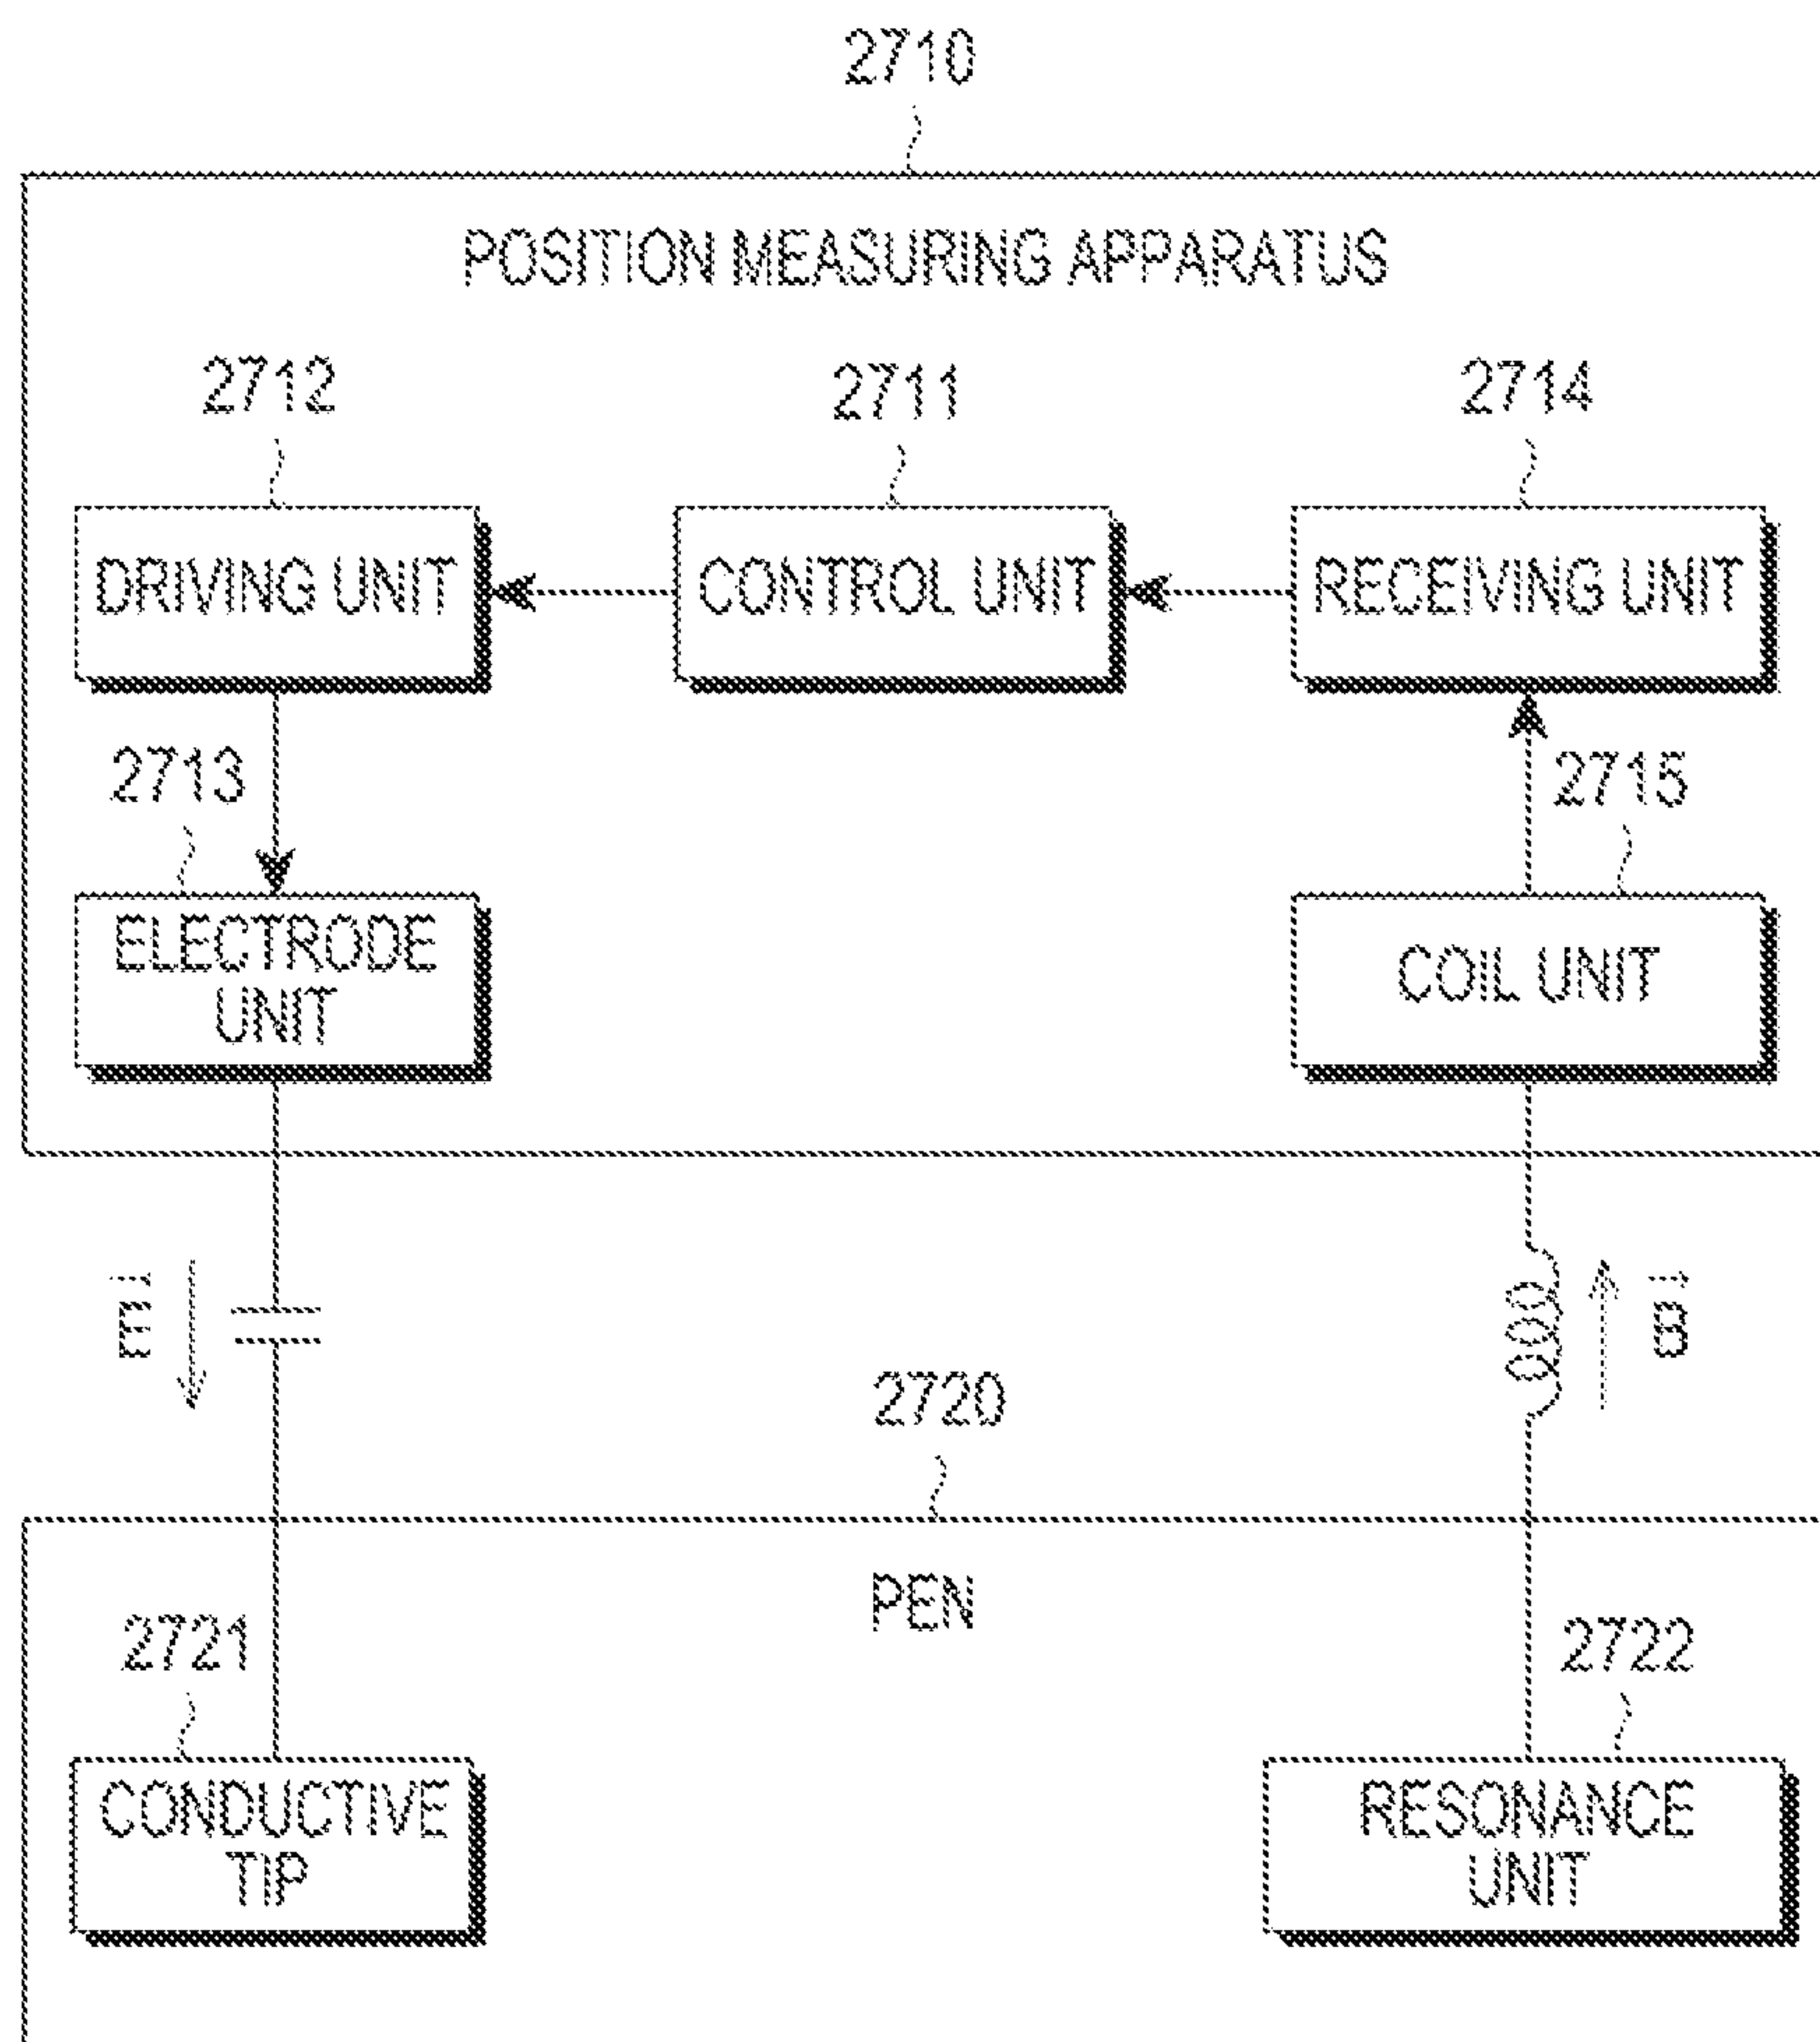 2710
POSITION MEASURING APPARATUS
2712
2711
2714
DRIVING UNIT
CONTROL UNIT
RECEIVING UNIT
2713
2715
ELECTRODE
UNIT
COIL UNIT
E
B
2720
PEN
2721
2722
CONDUCTIVE
TIP
RESONANCE
UNIT